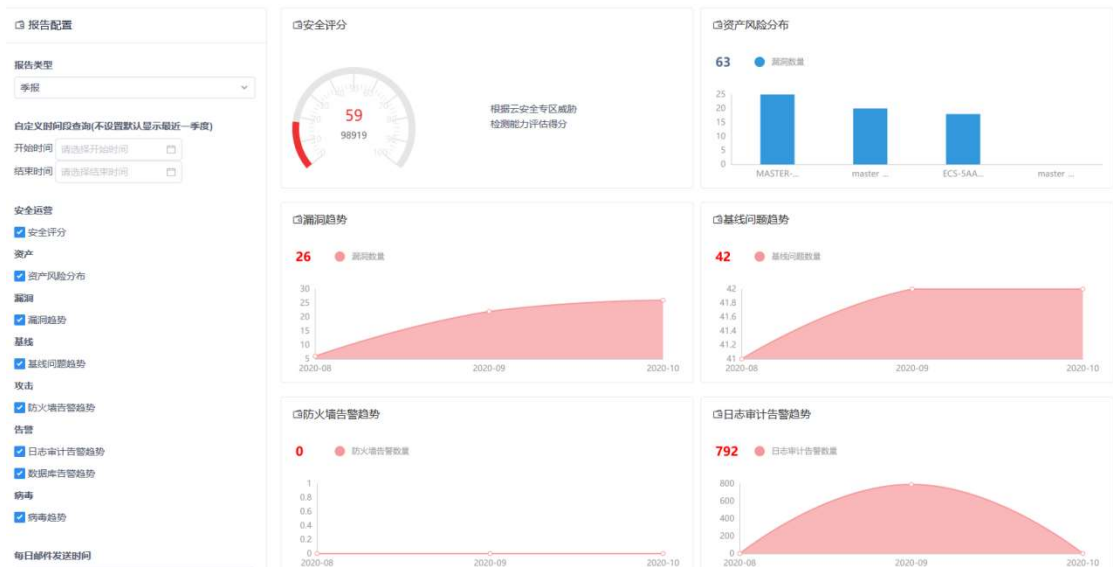 报告配置
报告类型
季报
自定义时间段查询(不设置默认显示最近一季度)
开始时间 请选择开始时间
结束时间 请选择结束时间
安全运营
安全评分
资产
资产风险分布
漏洞
漏洞趋势
基线
基线问题趋势
攻击
防火墙告警趋势
告警
日志审计告警趋势
数据库告警趋势
病毒
病毒趋势
每日邮件发送时间
安全评分
59
98919
根据云安全专区威胁
检测能力评估得分
资产风险分布
63 漏洞数量
25
20
15
10
5
0
MASTER-... master ... ECS-5AA... master ...
漏洞趋势
26 漏洞数量
30
25
20
15
10
5
2020-08 2020-09 2020-10
基线问题趋势
42 基线问题数量
42
41.8
41.6
41.4
41.2
41
2020-08 2020-09 2020-10
防火墙告警趋势
0 防火墙告警数量
1
0.8
0.6
0.4
0.2
0
2020-08 2020-09 2020-10
日志审计告警趋势
792 日志审计告警数量
800
600
400
200
0
2020-08 2020-09 2020-10